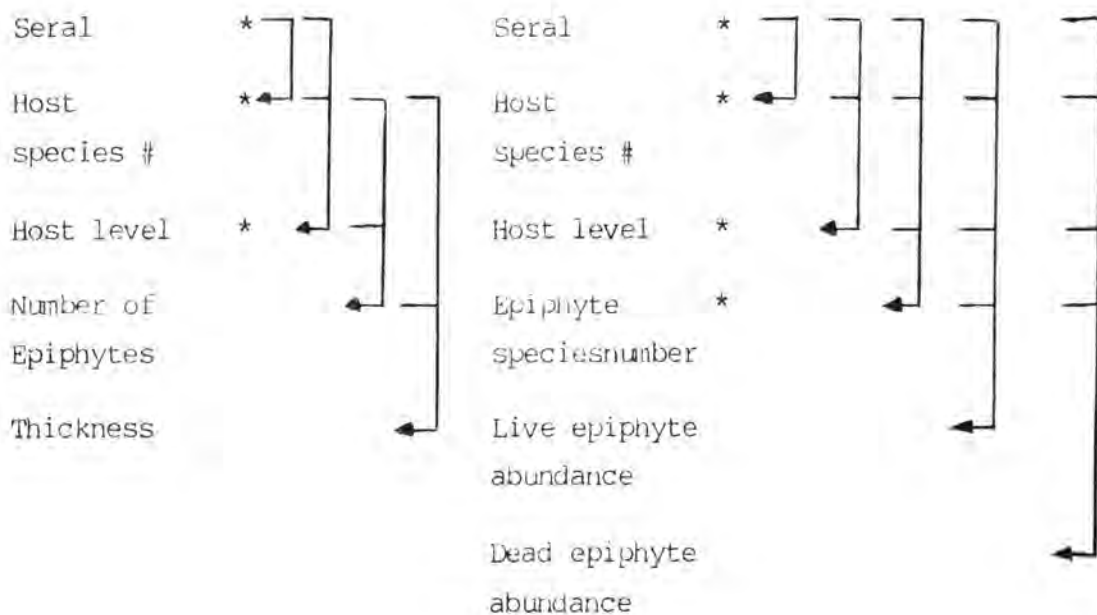 Seral *
Host *
species #
Host level *
Number of
Epiphytes
Thickness
Seral *
Host *
species #
Host level *
Epiphyte *
speciesnumber
Live epiphyte
abundance
Dead epiphyte
abundance